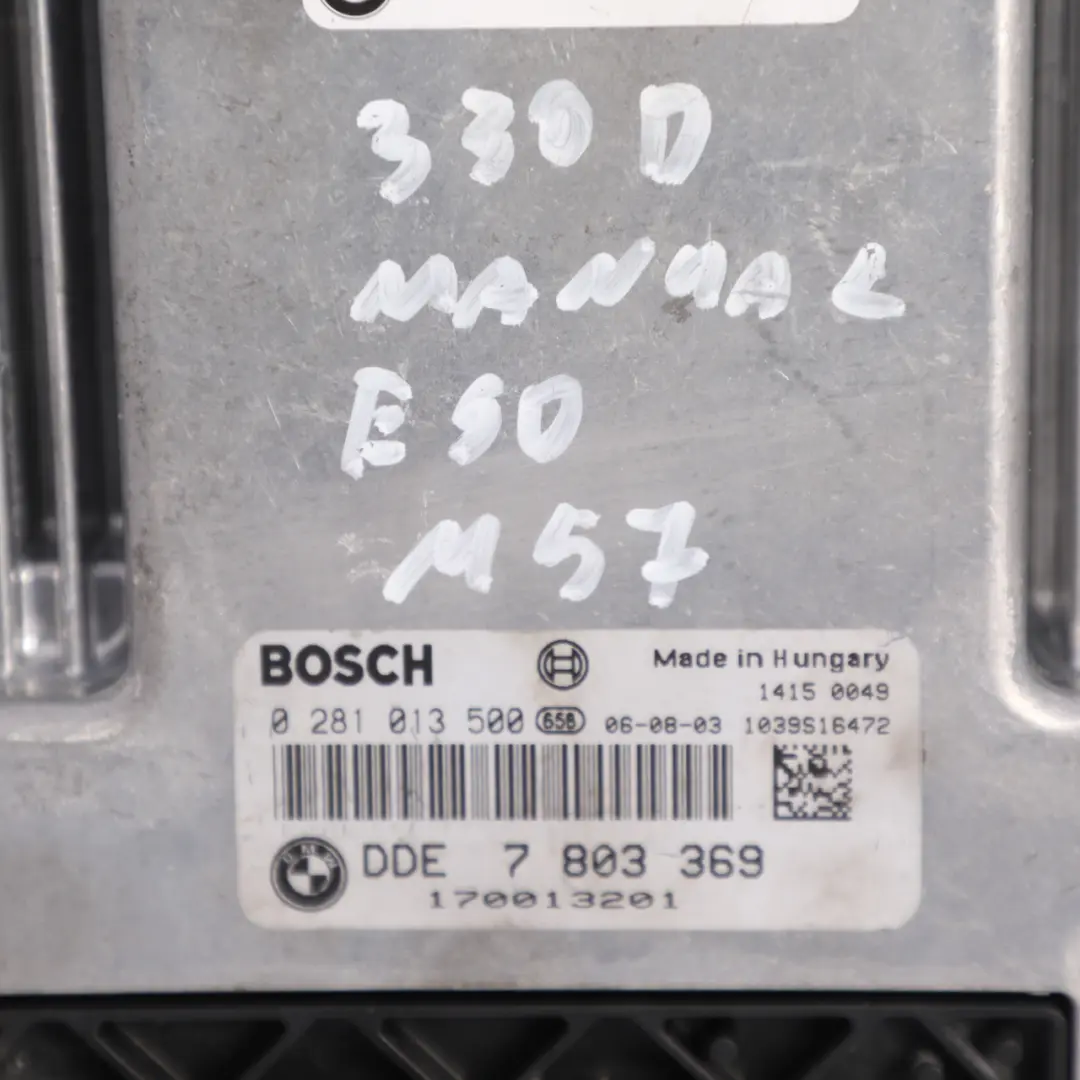 330D
MANUAL
E90
M57
BOSCH
Made in Hungary
1415 0049
0 281 013 500 658 06-08-03 1039S16472
BMW
DDE 7 803 369
170013201